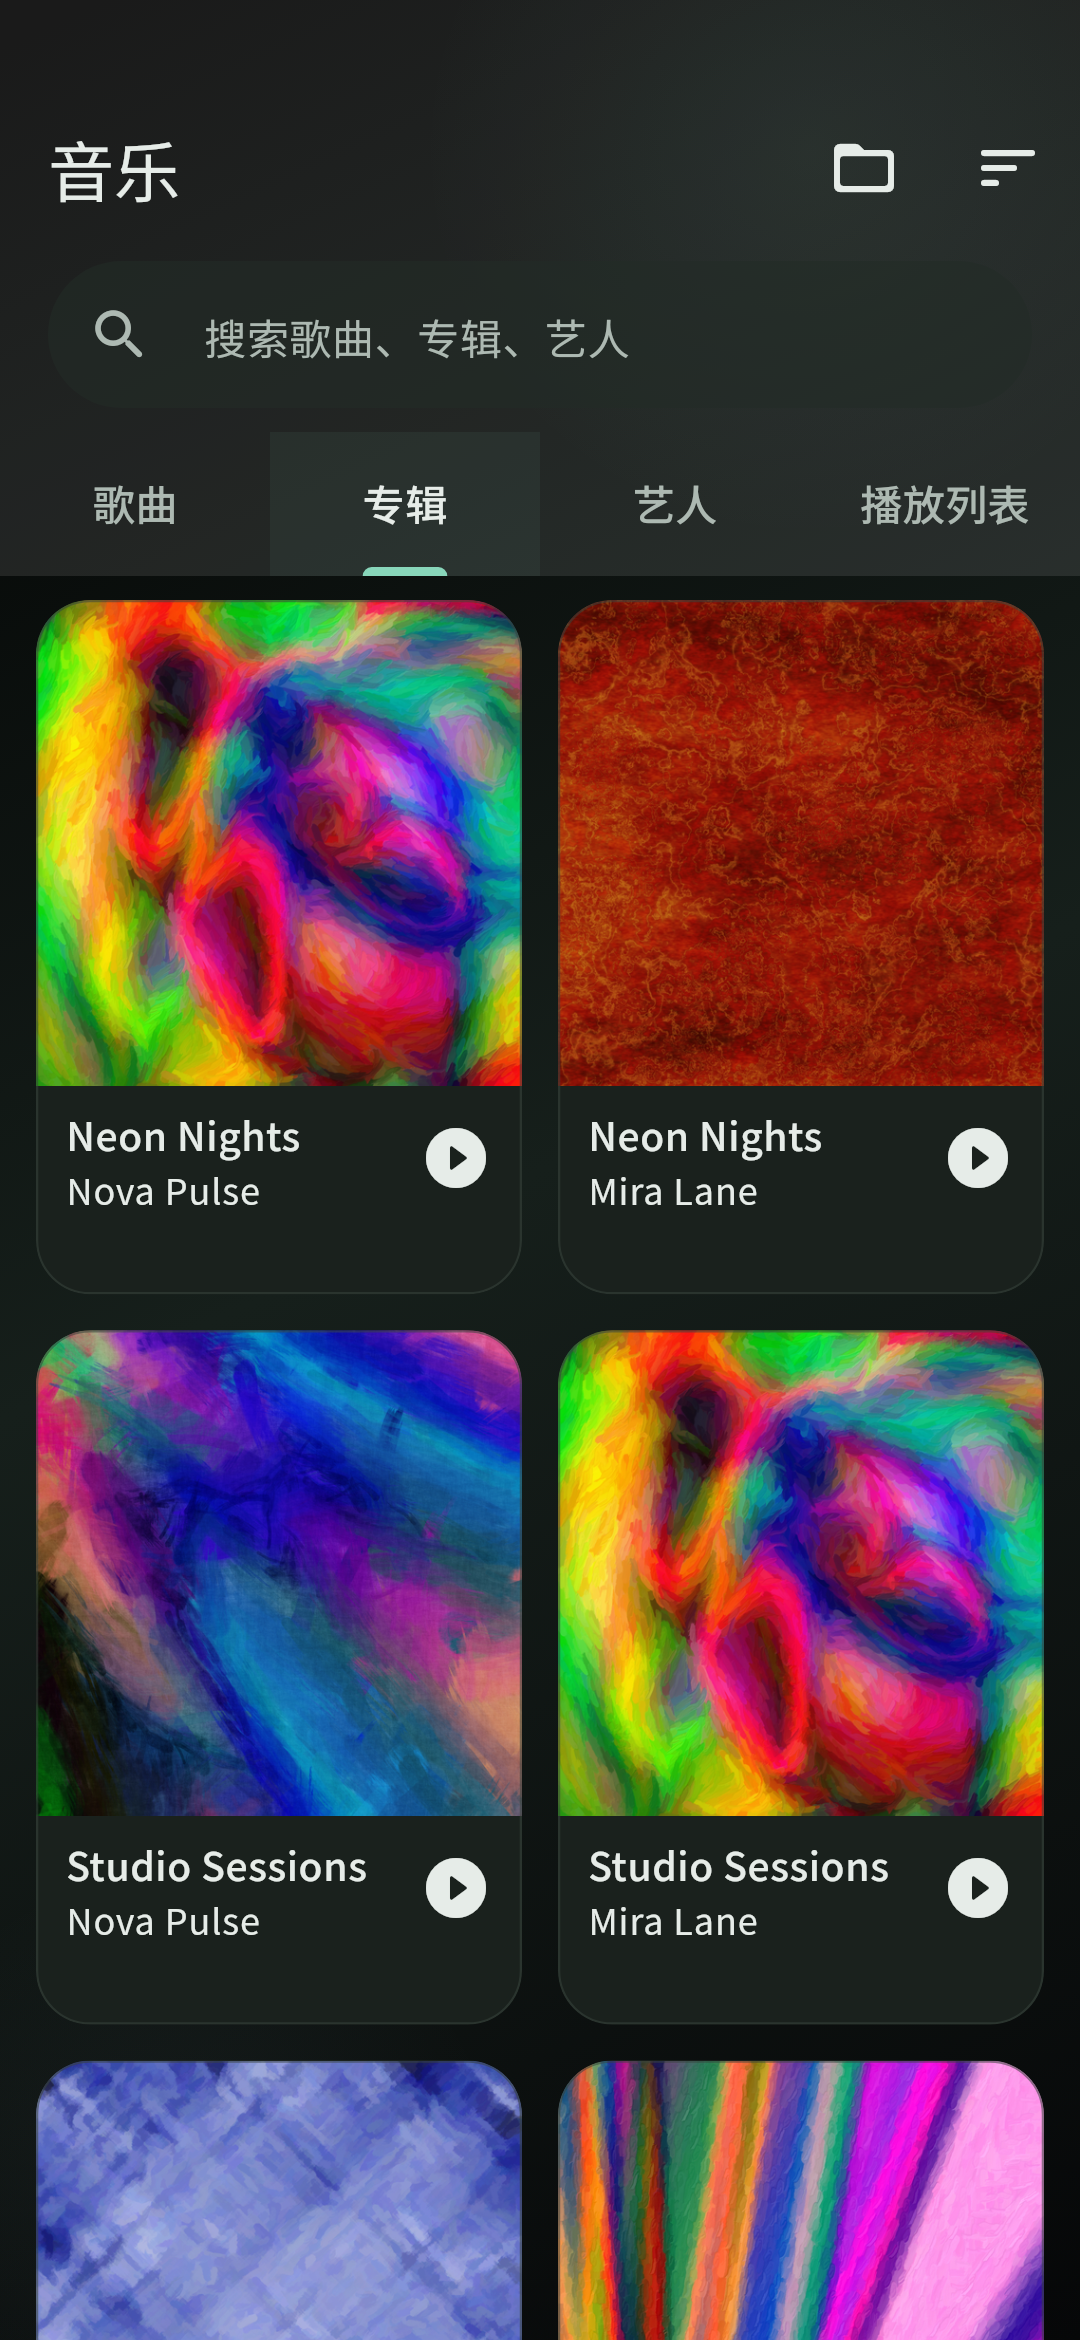 音乐
搜索歌曲、专辑、艺人
歌曲
专辑
艺人
播放列表
Neon Nights
Nova Pulse
Neon Nights
Mira Lane
Studio Sessions
Nova Pulse
Studio Sessions
Mira Lane